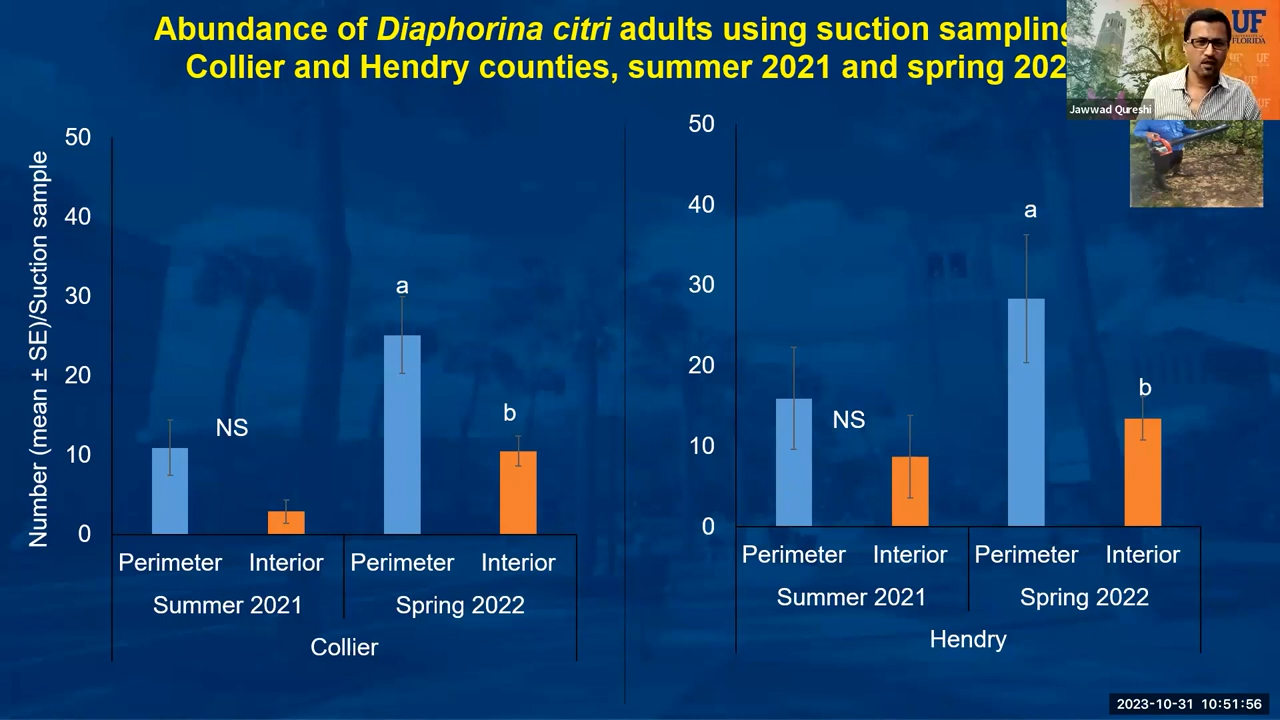 Abundance of Diaphorina citri adults using suction sampling
Collier and Hendry counties, summer 2021 and spring 202
UF
FLORIDA
Jawwad Qureshi
Number (mean ± SE)/Suction sample
50
40
30
20
10
0
NS
a
b
Perimeter Interior Perimeter Interior
Summer 2021 Spring 2022
Collier
50
40
30
20
10
0
NS
a
b
Perimeter Interior Perimeter Interior
Summer 2021 Spring 2022
Hendry
2023-10-31 10:51:56